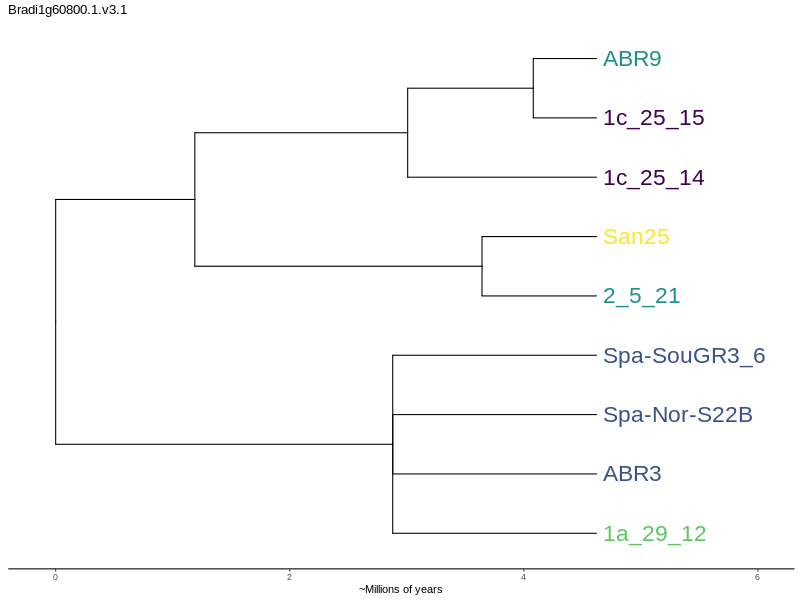 Bradi1g60800.1.v3.1
ABR9
1c_25_15
1c_25_14
San25
2_5_21
Spa-SouGR3_6
Spa-Nor-S22B
ABR3
1a_29_12
0 2 4 6
~Millions of years